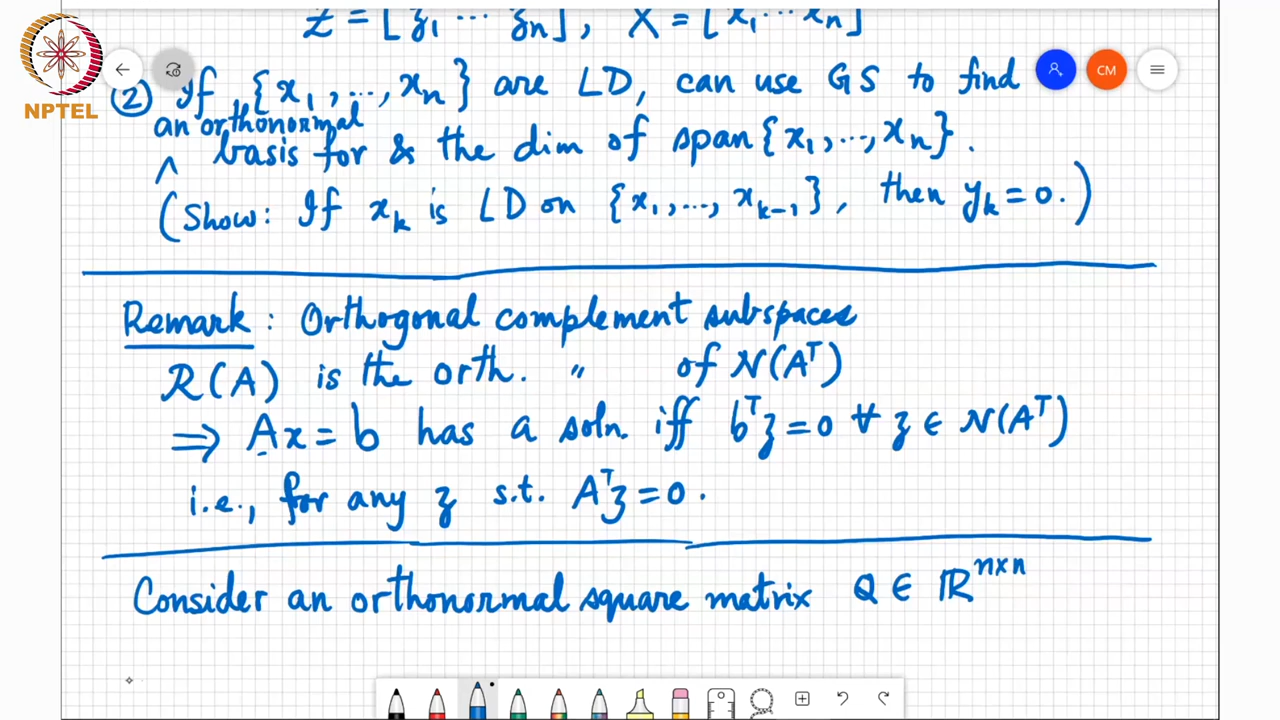 Z = [z₁ ⋯ zₙ], X = [x₁ ⋯ xₙ]
NPTEL
CM
② If {x₁, ..., xₙ} are LD, can use GS to find
an orthonormal
^ basis for & the dim of span{x₁, ..., xₙ}.
(Show: If xₖ is LD on {x₁, ..., xₖ₋₁}, then yₖ = 0.)
Remark: Orthogonal complement subspaces
R(A) is the orth. " of N(Aᵀ)
⇒ Ax = b has a soln. iff bᵀz = 0 ∀ z ∈ N(Aᵀ)
i.e., for any z s.t. Aᵀz = 0.
Consider an orthonormal square matrix Q ∈ ℝⁿˣⁿ